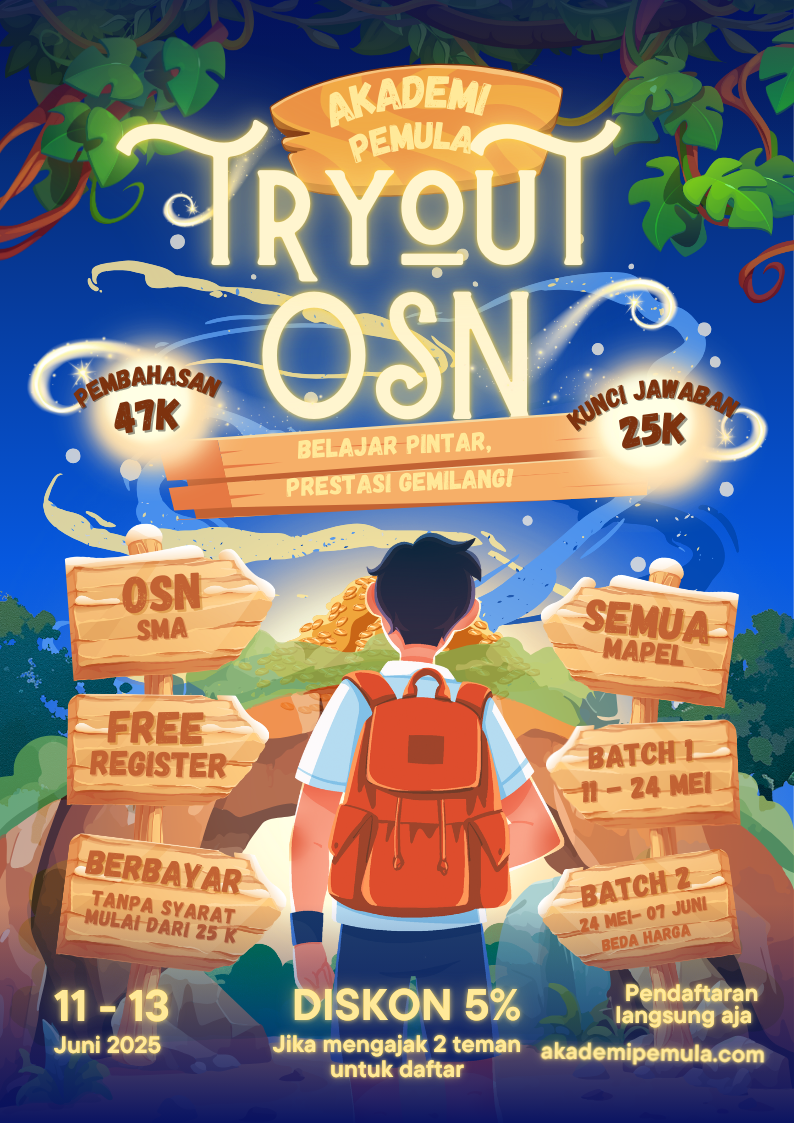 AKADEMI
PEMULA
TRYOUT
OSN
PEMBAHASAN
47K
KUNCI JAWABAN
25K
BELAJAR PINTAR,
PRESTASI GEMILANG!
OSN
SMA
FREE
REGISTER
BERBAYAR
TANPA SYARAT
MULAI DARI 25 K
SEMUA
MAPEL
BATCH 1
11 - 24 MEI
BATCH 2
24 MEI- 07 JUNI
BEDA HARGA
11 - 13
Juni 2025
DISKON 5%
Jika mengajak 2 teman
untuk daftar
Pendaftaran
langsung aja
akademipemula.com